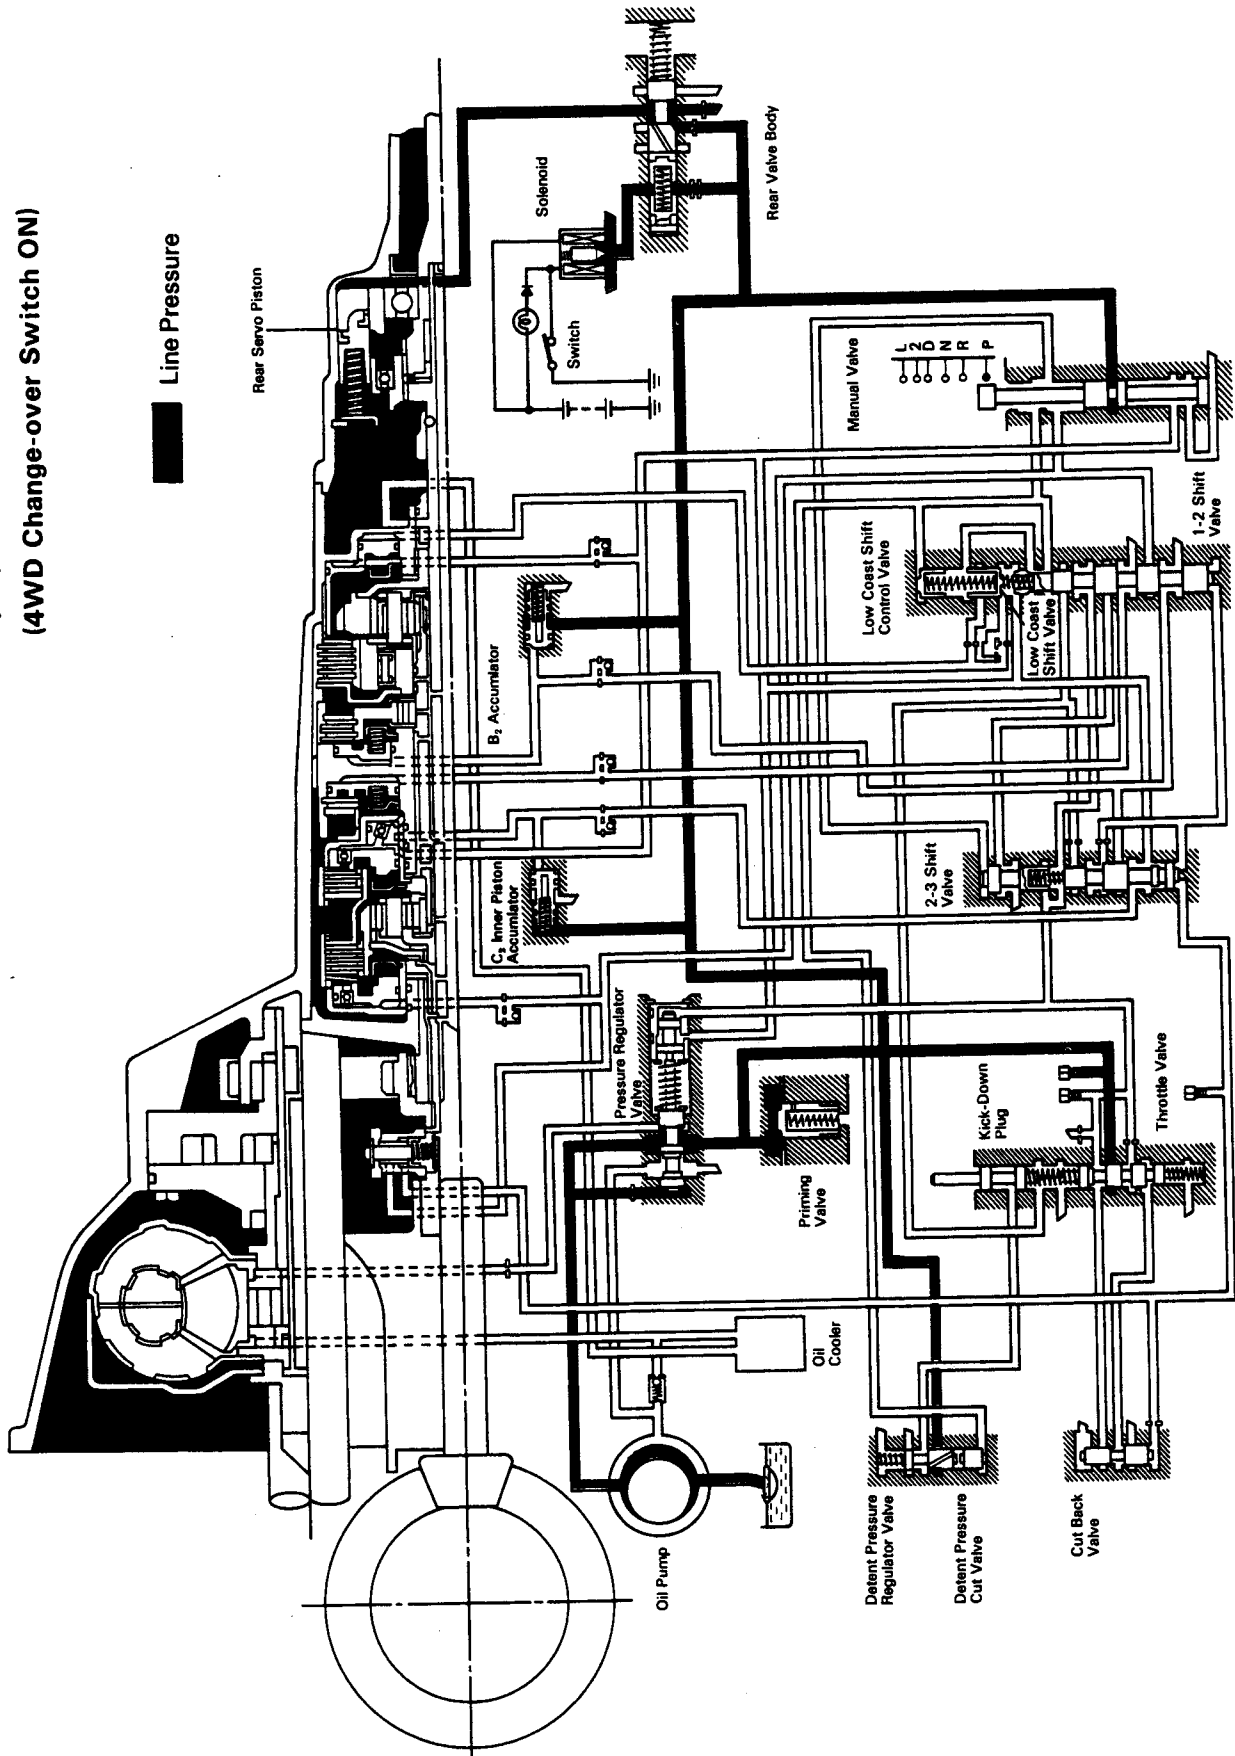 (4WD Change-over Switch ON)
Line Pressure
Rear Servo Piston
Solenoid
Switch
Rear Valve Body
Manual Valve
L
2
D
N
R
P
B₂ Accumlator
Low Coast Shift
Control Valve
Low Coast
Shift Valve
1-2 Shift
Valve
C₃ Inner Piston
Accumlator
2-3 Shift
Valve
Pressure Regulator
Valve
Priming
Valve
Kick-Down
Plug
Throttle Valve
Oil
Cooler
Oil Pump
Detent Pressure
Regulator Valve
Detent Pressure
Cut Valve
Cut Back
Valve